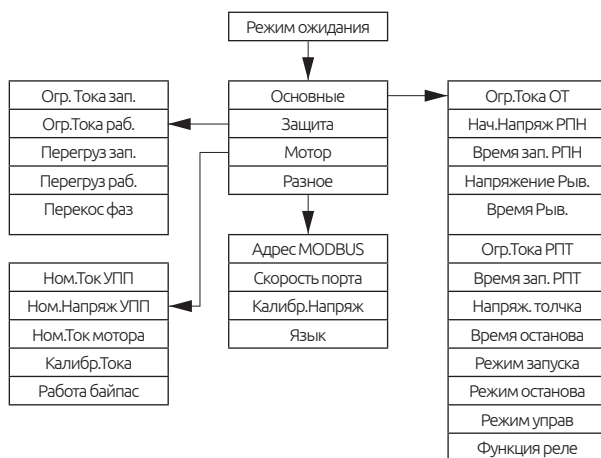 Режим ожидания
Огр. Тока зап.
Огр.Тока раб.
Перегруз зап.
Перегруз раб.
Перекос фаз
Основные
Защита
Мотор
Разное
Огр.Тока ОТ
Нач.Напряж РПН
Время зап. РПН
Напряжение Рыв.
Время Рыв.
Огр.Тока РПТ
Время зап. РПТ
Напряж. толчка
Время останова
Режим запуска
Режим останова
Режим управ
Функция реле
Ном.Ток УПП
Ном.Напряж УПП
Ном.Ток мотора
Калибр.Тока
Работа байпас
Адрес MODBUS
Скорость порта
Калибр.Напряж
Язык